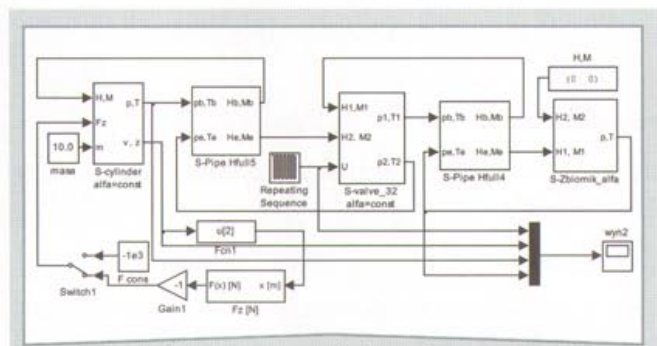 H,M
p,T
Fz
v, z
m
10.0
masa
S-cylinder
alfa=const
pb,Tb
Hb,Mb
pe,Te
He,Me
S-Pipe Hfull5
Repeating
Sequence
H1,M1
p1,T1
H2, M2
U
p2,T2
S-valve_32
alfa=const
pb,Tb
Hb,Mb
pe,Te
He,Me
S-Pipe Hfull4
H,M
(0 0)
H2, M2
p,T
H1, M1
S-Zbiornik_alfa
u[2]
Fcn1
-1e3
F cons
Switch1
-1
Gain1
F(x) [N]
x [m]
Fz [N]
wyn2